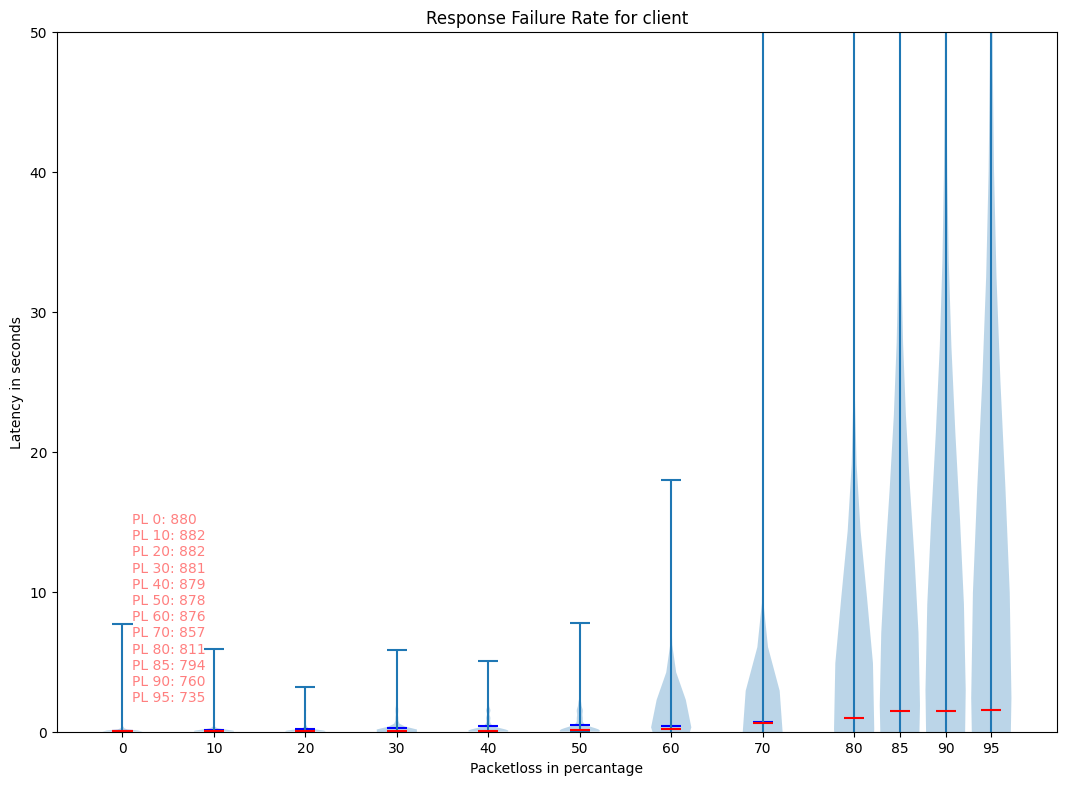 Response Failure Rate for client
50
40
30
20
10
0
Latency in seconds
PL 0: 880
PL 10: 882
PL 20: 882
PL 30: 881
PL 40: 879
PL 50: 878
PL 60: 876
PL 70: 857
PL 80: 811
PL 85: 794
PL 90: 760
PL 95: 735
0 10 20 30 40 50 60 70 80 85 90 95
Packetloss in percantage